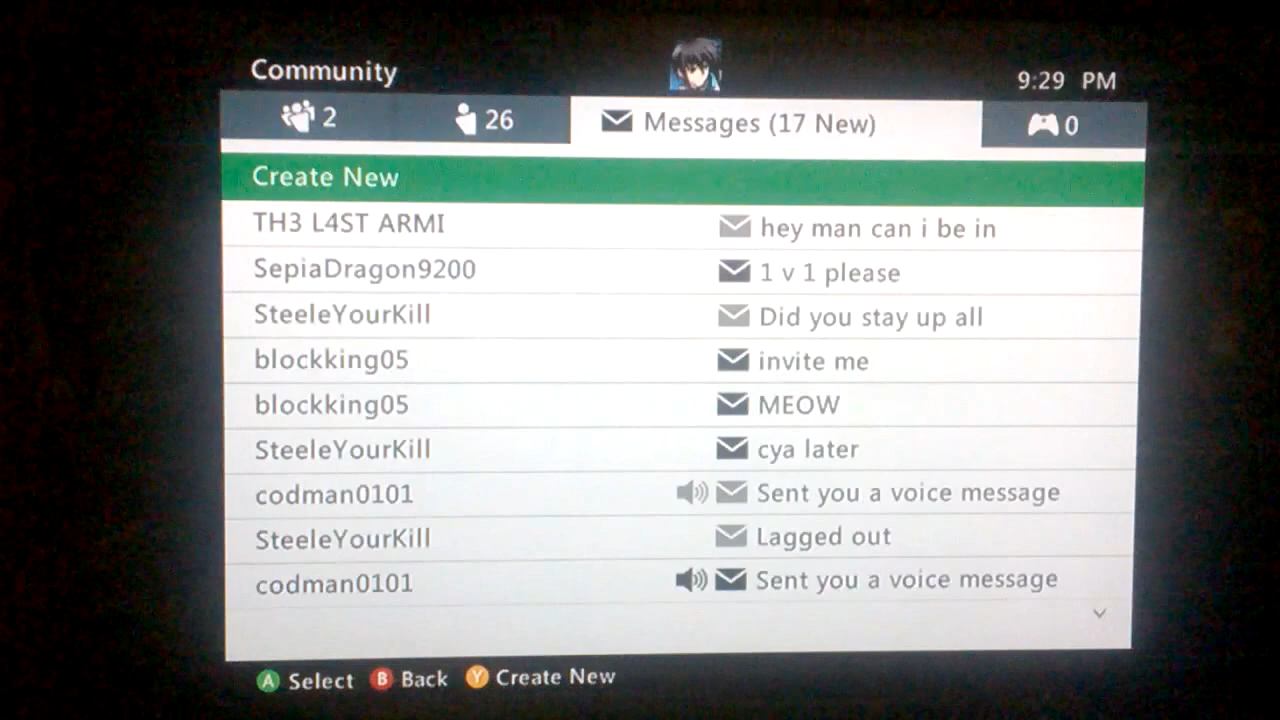 Community
9:29 PM
2 26 Messages (17 New) 0
Create New
TH3 L4ST ARMI hey man can i be in
SepiaDragon9200 1 v 1 please
SteeleYourKill Did you stay up all
blockking05 invite me
blockking05 MEOW
SteeleYourKill cya later
codman0101 Sent you a voice message
SteeleYourKill Lagged out
codman0101 Sent you a voice message
A Select B Back Y Create New